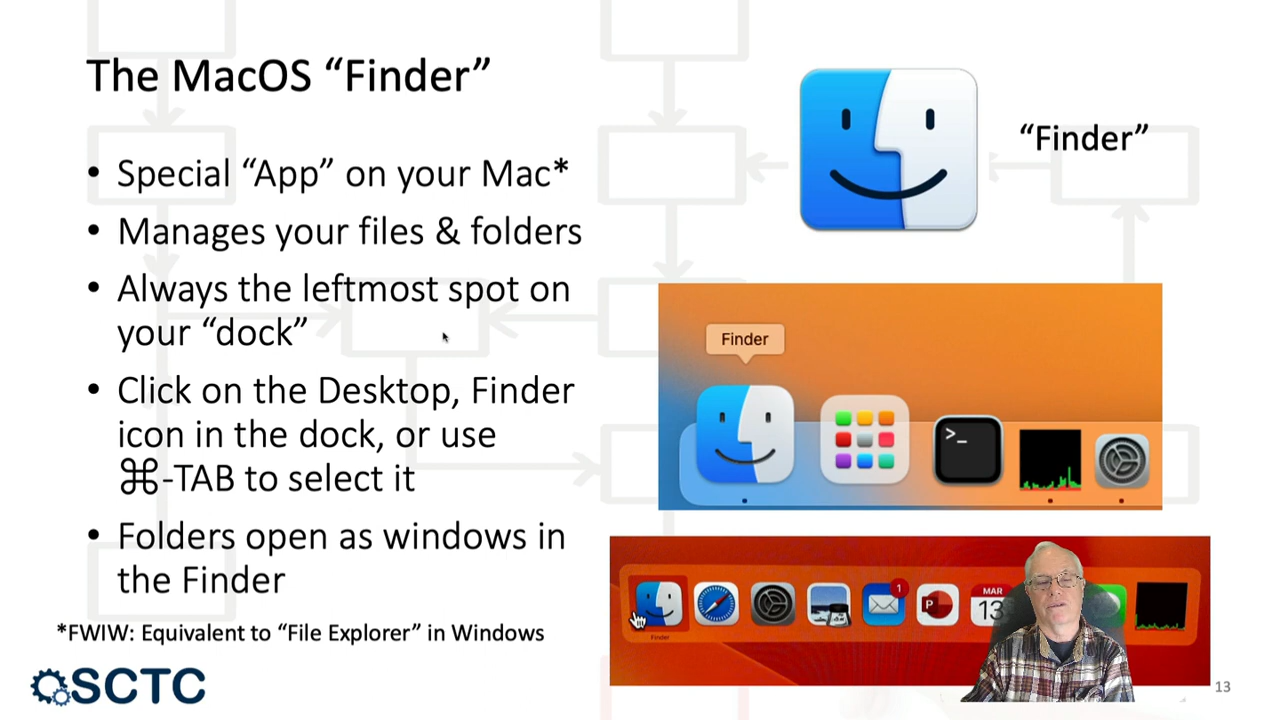 The MacOS “Finder”
“Finder”
• Special “App” on your Mac*
• Manages your files & folders
• Always the leftmost spot on
your “dock”
• Click on the Desktop, Finder
icon in the dock, or use
⌘-TAB to select it
• Folders open as windows in
the Finder
*FWIW: Equivalent to “File Explorer” in Windows
Finder
>_
1
P
MAR
13
Finder
SCTC
13